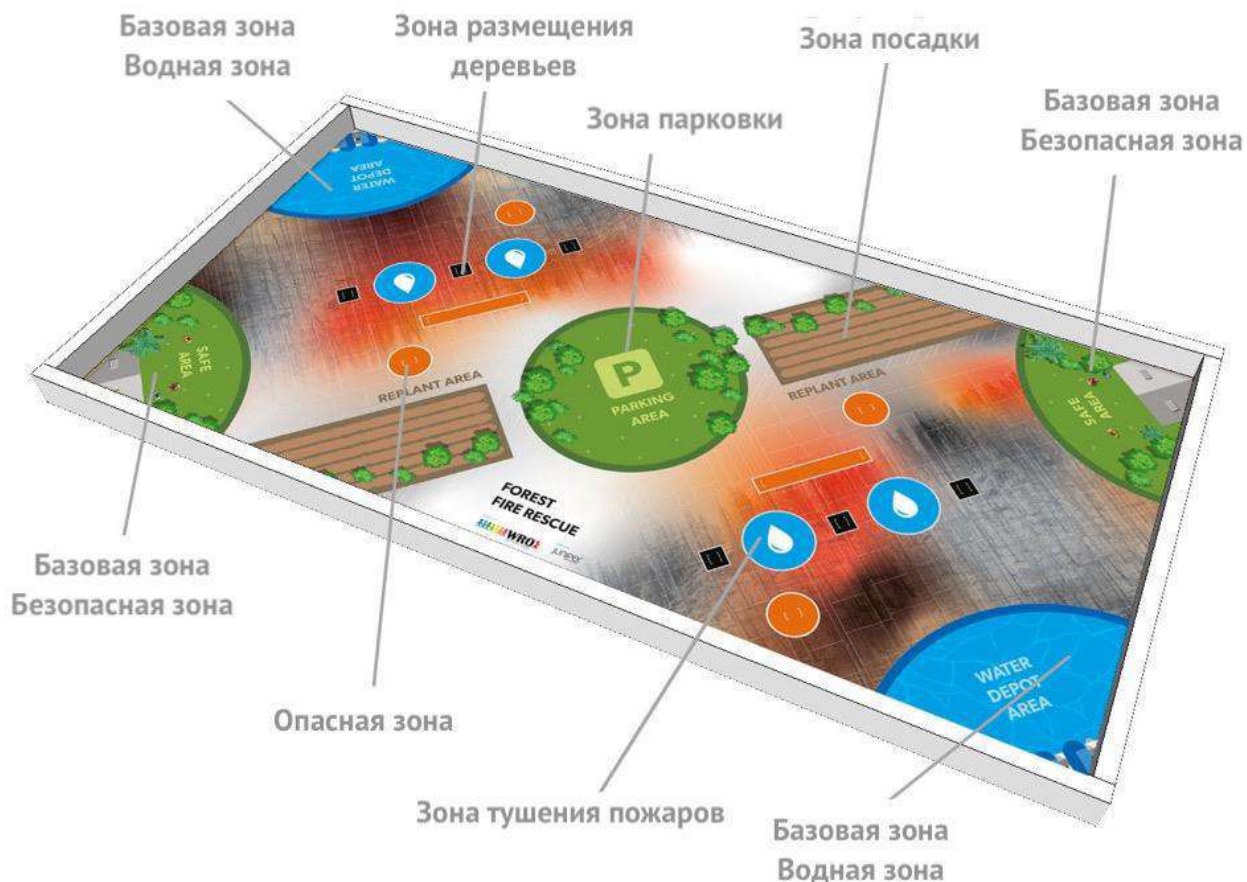 Базовая зона
Водная зона
Зона размещения
деревьев
Зона посадки
Зона парковки
Базовая зона
Безопасная зона
WATER
DEPOT
AREA
SAFE
AREA
REPLANT AREA
P
PARKING
AREA
REPLANT AREA
SAFE
AREA
FOREST
FIRE RESCUE
WRO
JUNIOR
WATER
DEPOT
AREA
Базовая зона
Безопасная зона
Опасная зона
Зона тушения пожаров
Базовая зона
Водная зона